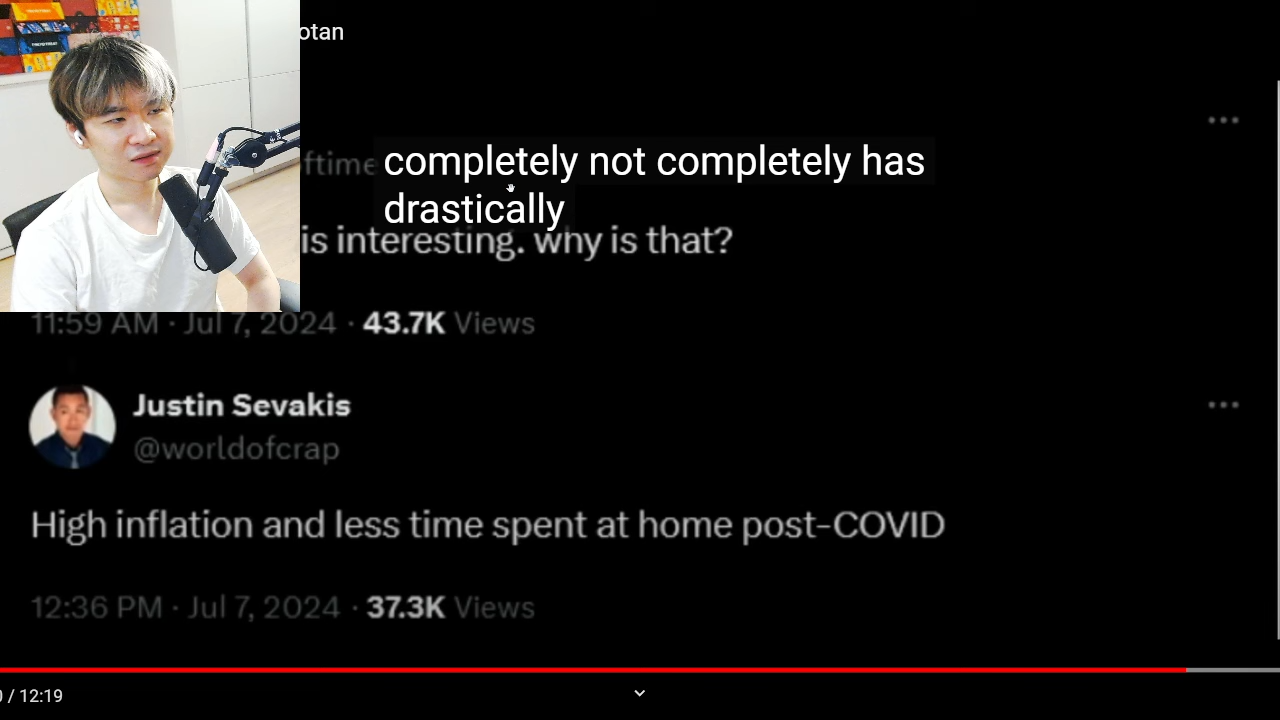 otan
ftime
completely not completely has
drastically
is interesting. why is that?
11:59 AM · Jul 7, 2024 · 43.7K Views
Justin Sevakis
@worldofcrap
High inflation and less time spent at home post-COVID
12:36 PM · Jul 7, 2024 · 37.3K Views
/ 12:19